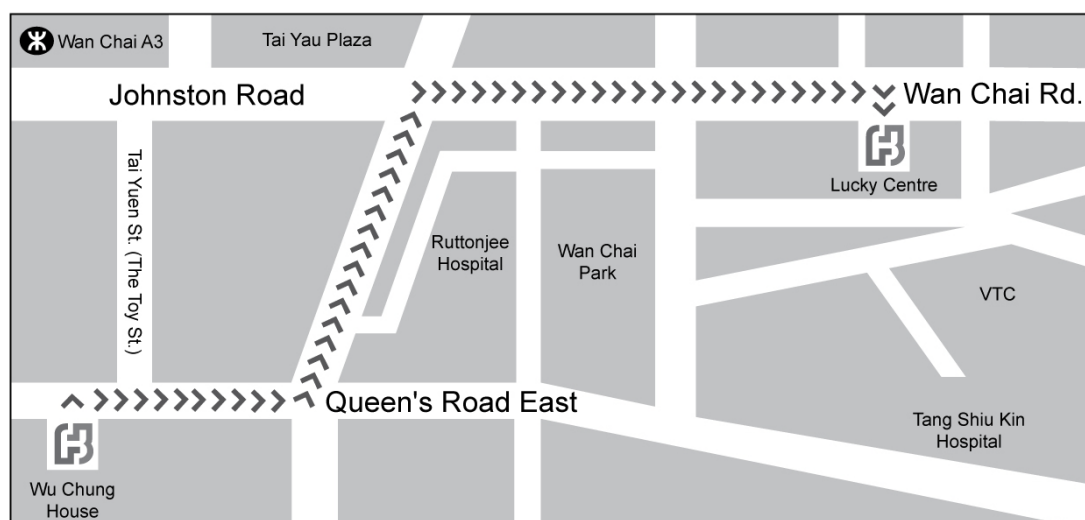 Wan Chai A3
Tai Yau Plaza
Johnston Road
Wan Chai Rd.
Lucky Centre
Tai Yuen St. (The Toy St.)
Ruttonjee
Hospital
Wan Chai
Park
VTC
Queen's Road East
Tang Shiu Kin
Hospital
Wu Chung
House